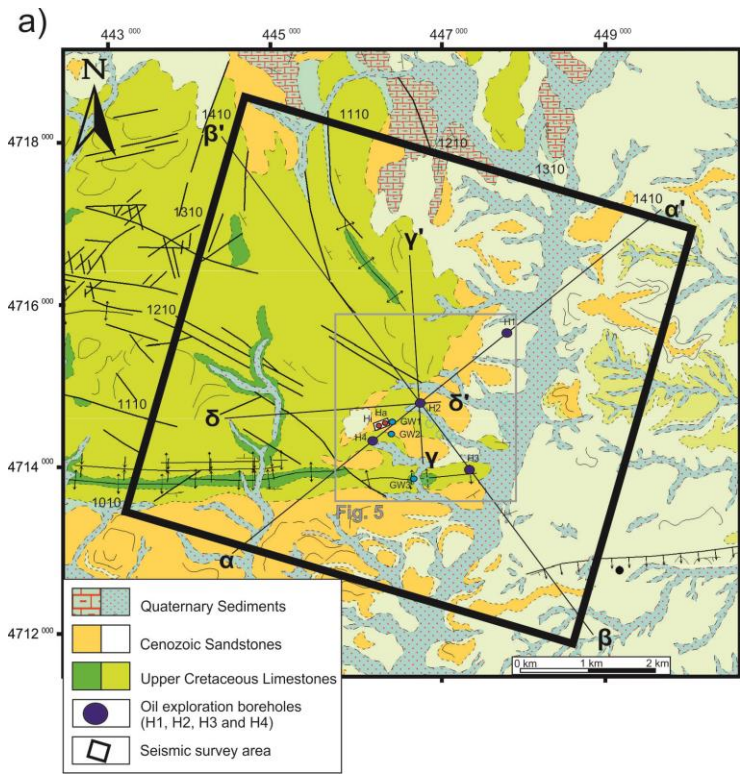 a)
443 000
445 000
447 000
449 000
N
4718 000
4716 000
4714 000
4712 000
1410
β'
1110
1210
1310
1410
α'
1310
γ'
1210
H1
δ
δ'
H2
Ha
H
GW1
GW2
H4
1110
γ
H3
GW3
1010
Fig. 5
α
β
0 km
1 km
2 km
Quaternary Sediments
Cenozoic Sandstones
Upper Cretaceous Limestones
Oil exploration boreholes
(H1, H2, H3 and H4)
Seismic survey area